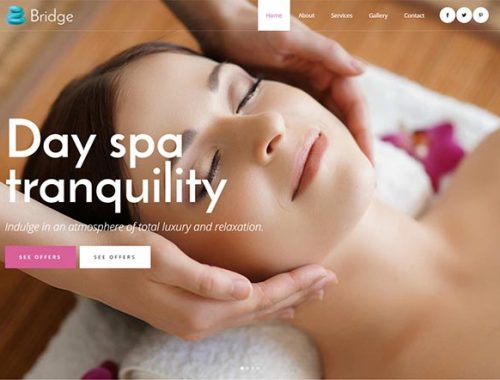 Bridge
Home About Services Gallery Contact
Day spa
tranquility
Indulge in an atmosphere of total luxury and relaxation.
SEE OFFERS SEE OFFERS